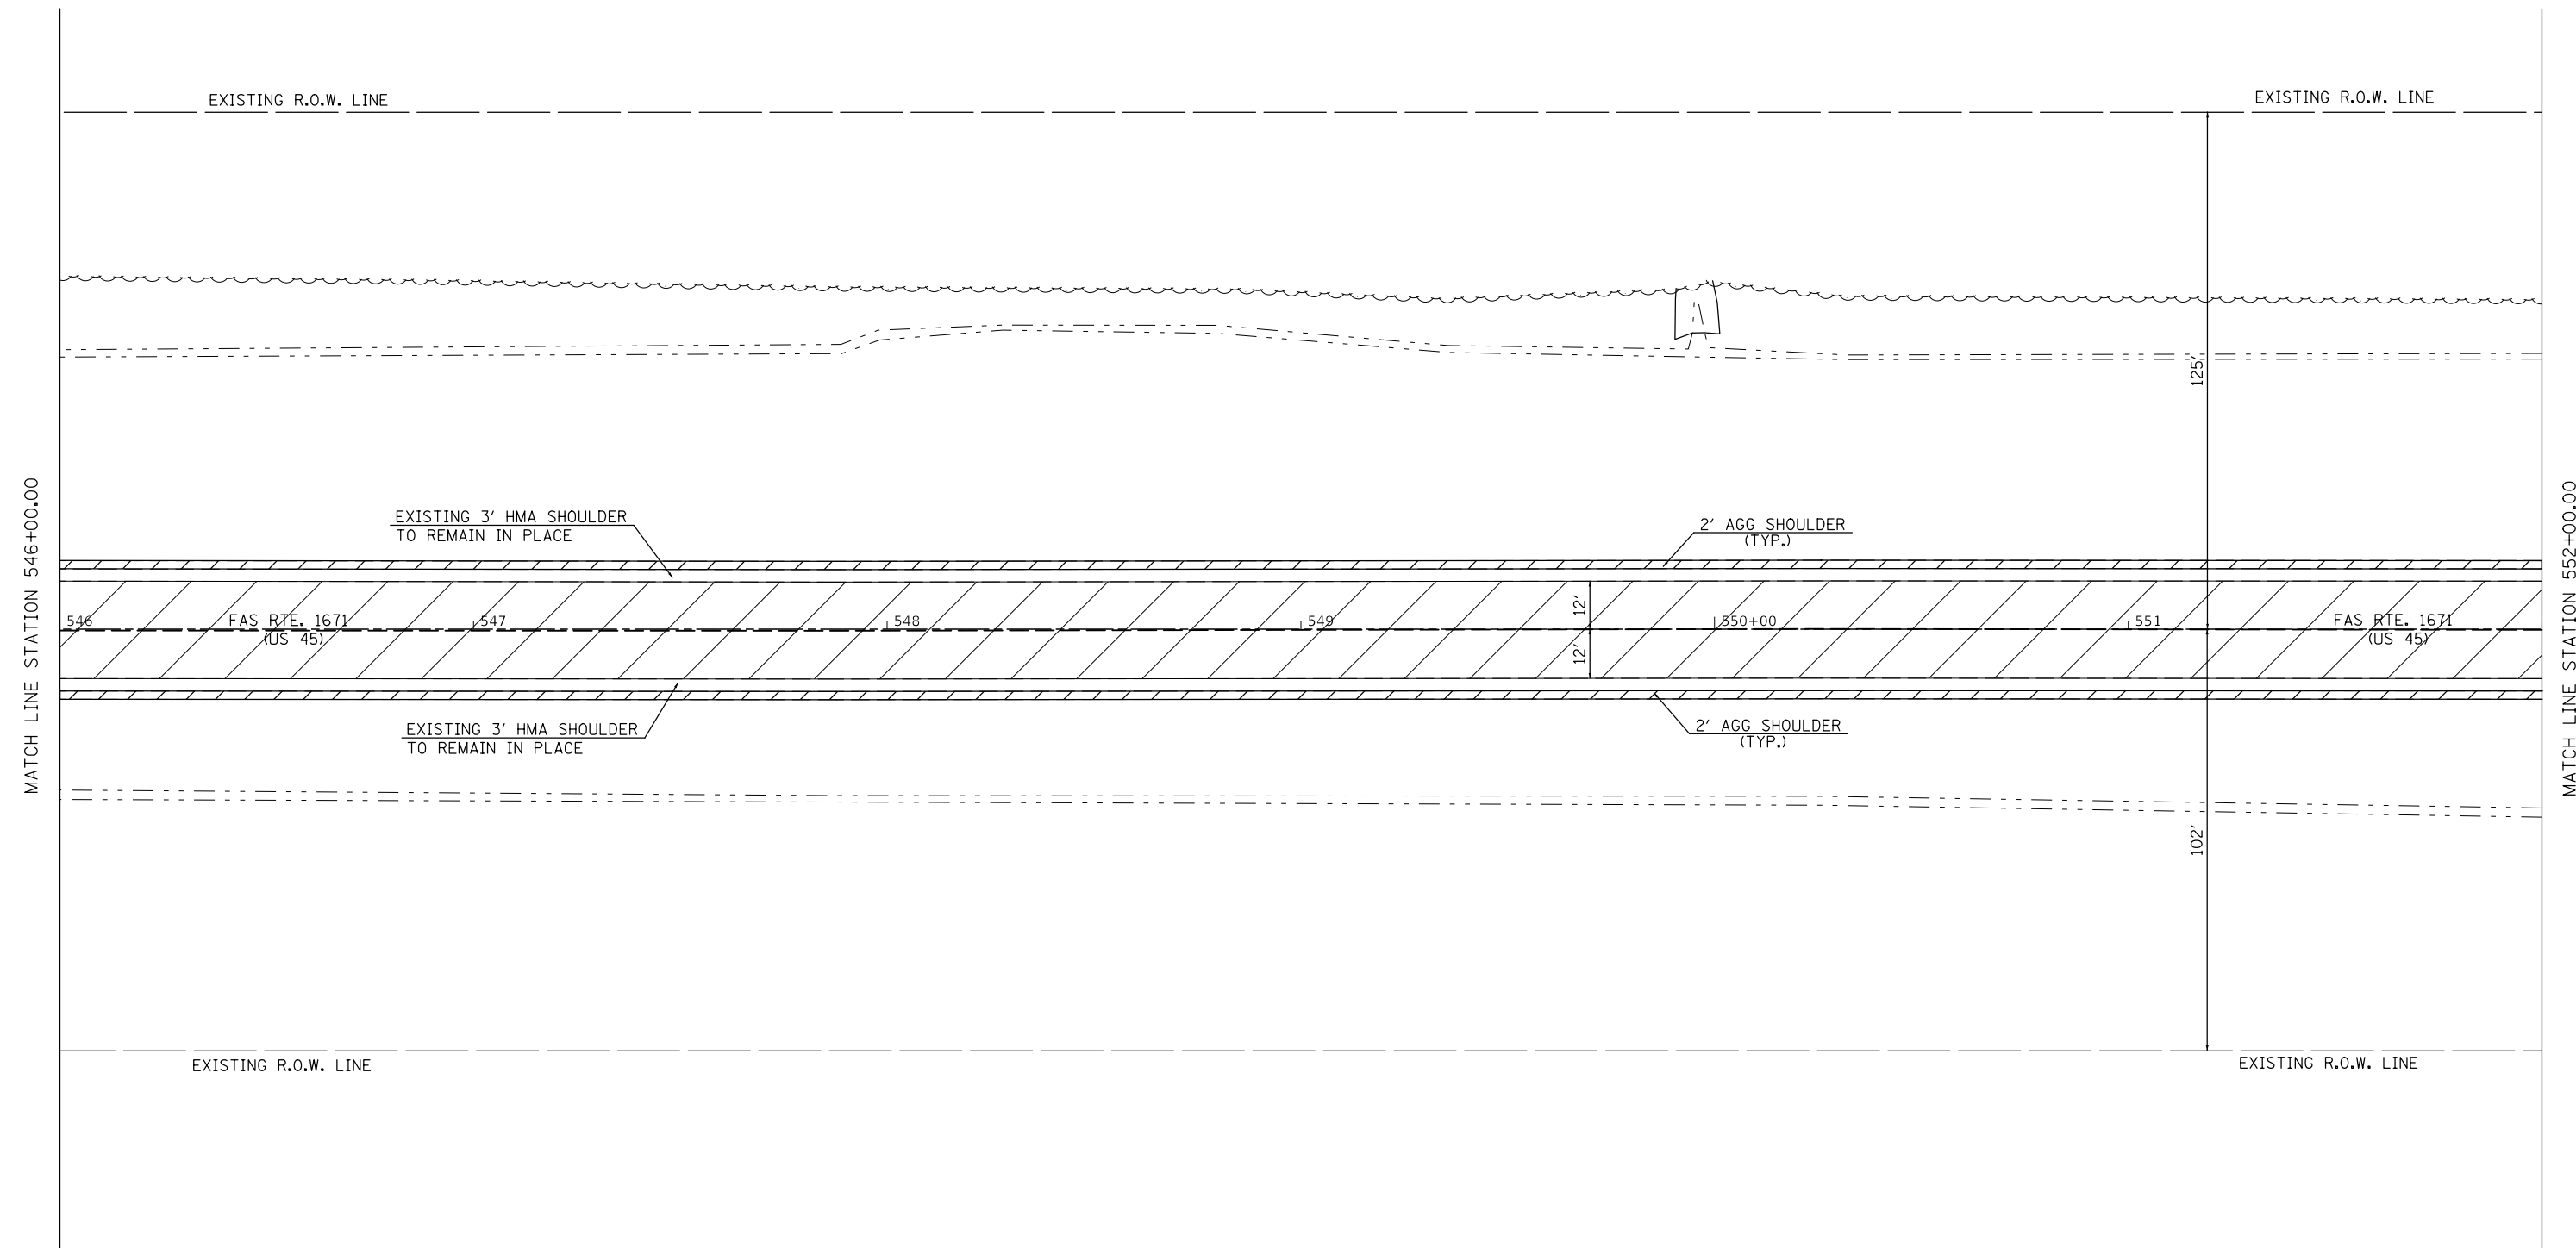 EXISTING R.O.W. LINE
EXISTING R.O.W. LINE
125'
MATCH LINE STATION 546+00.00
MATCH LINE STATION 552+00.00
EXISTING 3' HMA SHOULDER
TO REMAIN IN PLACE
2' AGG SHOULDER
(TYP.)
12'
546
FAS RTE. 1671
(US 45)
547
548
549
550+00
551
FAS RTE. 1671
(US 45)
12'
EXISTING 3' HMA SHOULDER
TO REMAIN IN PLACE
2' AGG SHOULDER
(TYP.)
102'
EXISTING R.O.W. LINE
EXISTING R.O.W. LINE